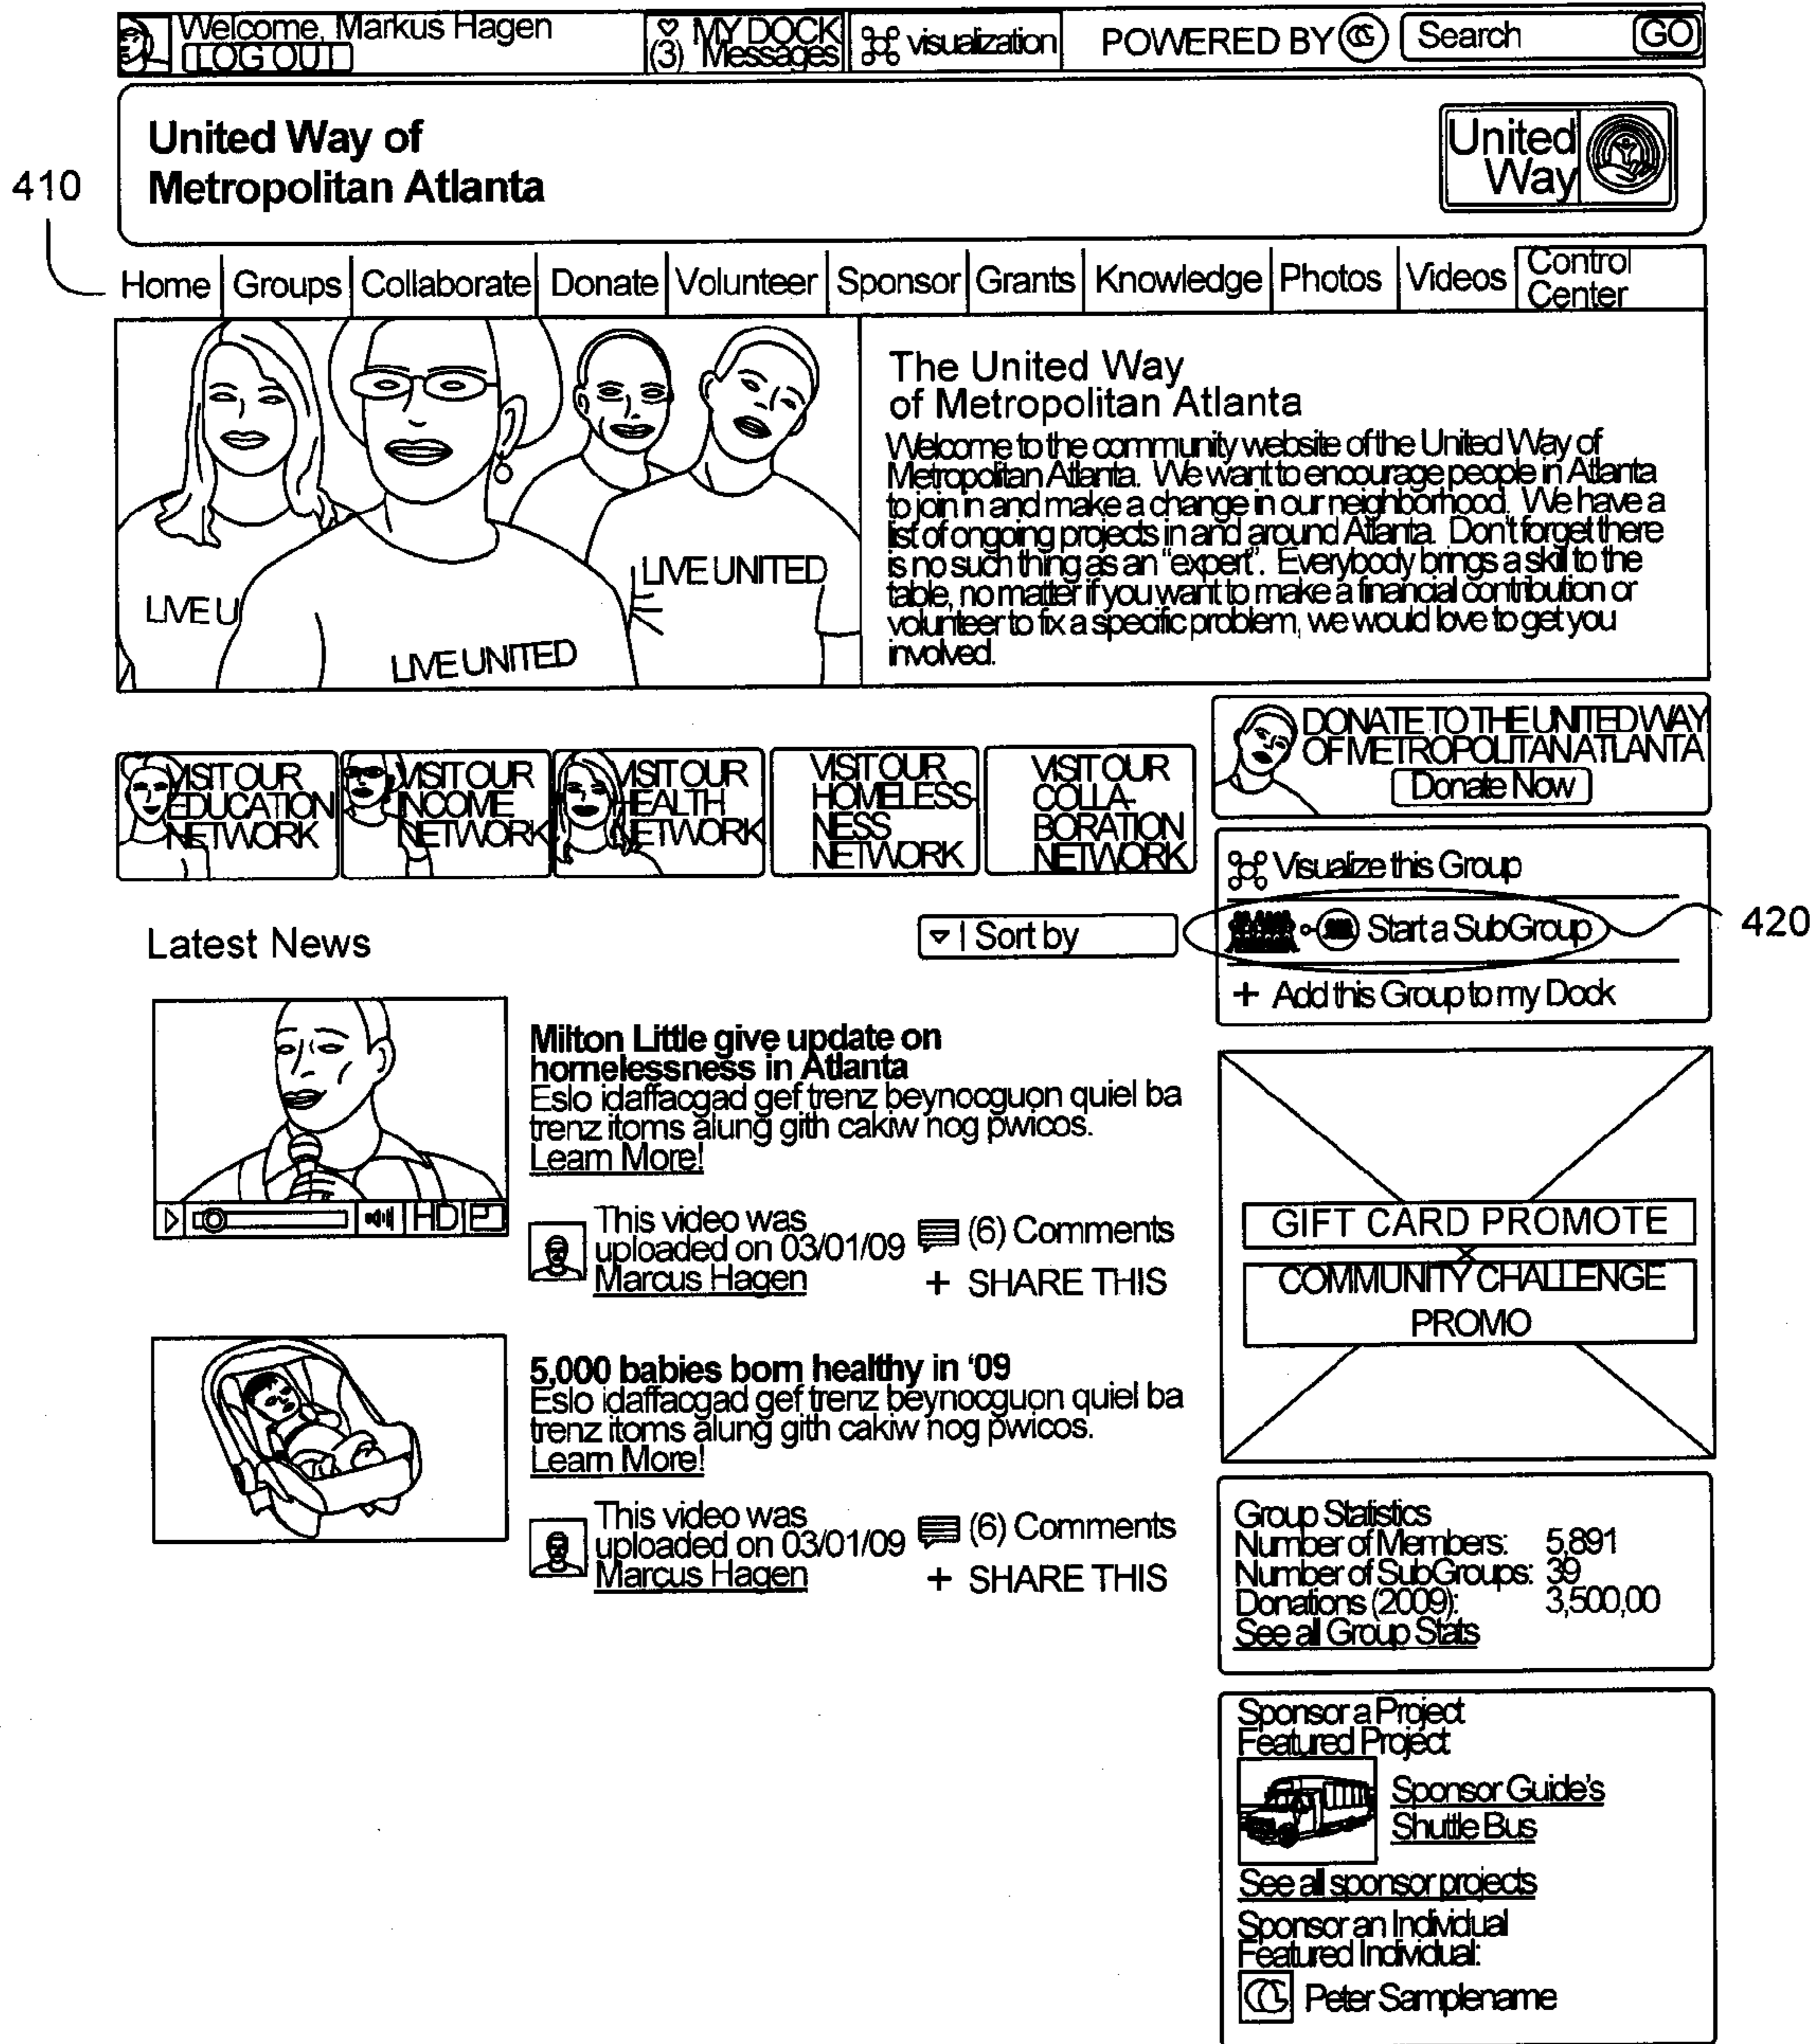 Welcome, Markus Hagen
LOG OUT
MY DOCK
(3) Messages
visualization
POWERED BY CC
Search
GO
United Way of
Metropolitan Atlanta
United
Way
410
Home Groups Collaborate Donate Volunteer Sponsor Grants Knowledge Photos Videos Control
Center
LIVE U
LIVE UNITED
LIVE UNITED
The United Way
of Metropolitan Atlanta
Welcome to the community website of the United Way of
Metropolitan Atlanta. We want to encourage people in Atlanta
to join in and make a change in our neighborhood. We have a
list of ongoing projects in and around Atlanta. Don't forget there
is no such thing as an "expert". Everybody brings a skill to the
table, no matter if you want to make a financial contribution or
volunteer to fix a specific problem, we would love to get you
involved.
VISIT OUR
EDUCATION
NETWORK
VISIT OUR
INCOME
NETWORK
VISIT OUR
HEALTH
NETWORK
VISIT OUR
HOMELESS-
NESS
NETWORK
VISIT OUR
COLLA-
BORATION
NETWORK
DONATE TO THE UNITED WAY
OF METROPOLITAN ATLANTA
Donate Now
Visualize this Group
Start a SubGroup
420
+ Add this Group to my Dock
Latest News
Sort by
Milton Little give update on
homelessness in Atlanta
Eslo idaffacgad gef trenz beynocguon quiel ba
trenz itoms alung gith cakiw nog pwicos.
Learn More!
HD
This video was
uploaded on 03/01/09
Marcus Hagen
(6) Comments
+ SHARE THIS
5,000 babies born healthy in '09
Eslo idaffacgad gef trenz beynocguon quiel ba
trenz itoms alung gith cakiw nog pwicos.
Learn More!
This video was
uploaded on 03/01/09
Marcus Hagen
(6) Comments
+ SHARE THIS
GIFT CARD PROMOTE
COMMUNITY CHALLENGE
PROMO
Group Statistics
Number of Members: 5,891
Number of SubGroups: 39
Donations (2009): 3,500,00
See all Group Stats
Sponsor a Project
Featured Project
Sponsor Guide's
Shuttle Bus
See all sponsor projects
Sponsor an Individual
Featured Individual:
Peter Samplename